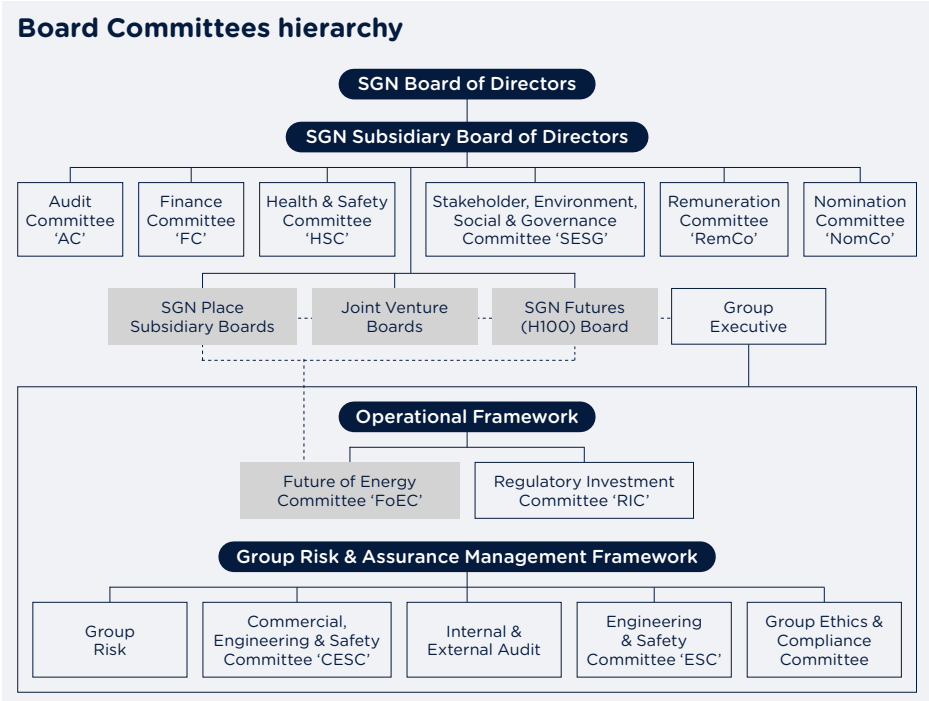 Board Committees hierarchy
SGN Board of Directors
SGN Subsidiary Board of Directors
Audit
Committee
‘AC’
Finance
Committee
‘FC’
Health & Safety
Committee
‘HSC’
Stakeholder, Environment,
Social & Governance
Committee ‘SESG’
Remuneration
Committee
‘RemCo’
Nomination
Committee
‘NomCo’
SGN Place
Subsidiary Boards
Joint Venture
Boards
SGN Futures
(H100) Board
Group
Executive
Operational Framework
Future of Energy
Committee ‘FoEC’
Regulatory Investment
Committee ‘RIC’
Group Risk & Assurance Management Framework
Group
Risk
Commercial,
Engineering & Safety
Committee ‘CESC’
Internal &
External Audit
Engineering
& Safety
Committee ‘ESC’
Group Ethics &
Compliance
Committee